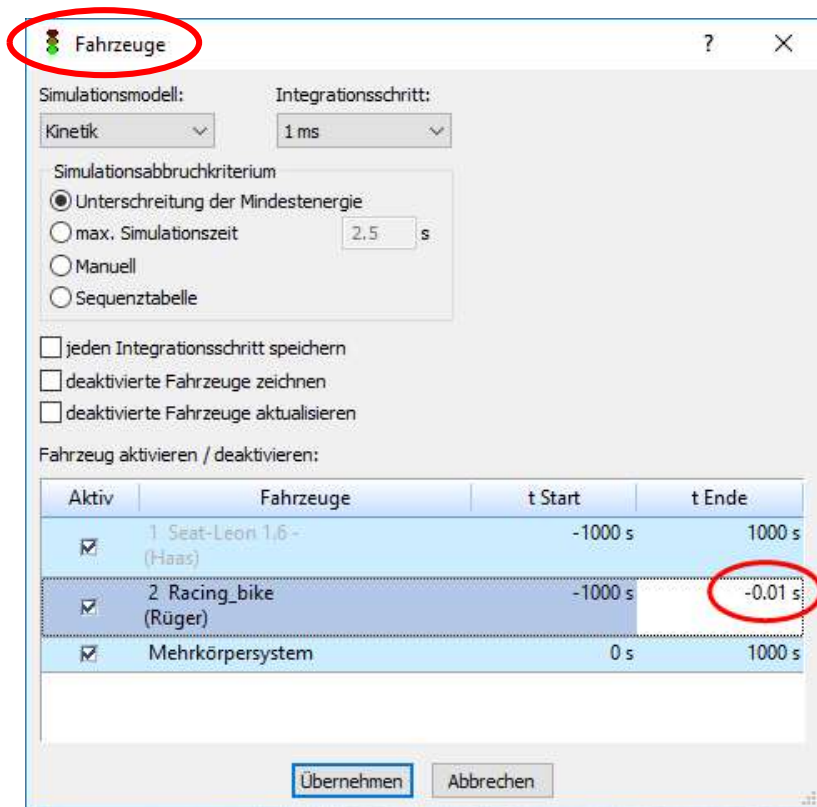 Fahrzeuge
?
Simulationsmodell: Integrationsschritt:
Kinetik 1 ms
Simulationsabbruchkriterium
Unterschreitung der Mindestenergie
max. Simulationszeit 2.5 s
Manuell
Sequenztabelle
jeden Integrationsschritt speichern
deaktivierte Fahrzeuge zeichnen
deaktivierte Fahrzeuge aktualisieren
Fahrzeug aktivieren / deaktivieren:
Aktiv Fahrzeuge t Start t Ende
1 Seat-Leon 1.6 - -1000 s 1000 s
(Haas)
2 Racing_bike -1000 s -0.01 s
(Rüger)
Mehrkörpersystem 0 s 1000 s
Übernehmen Abbrechen